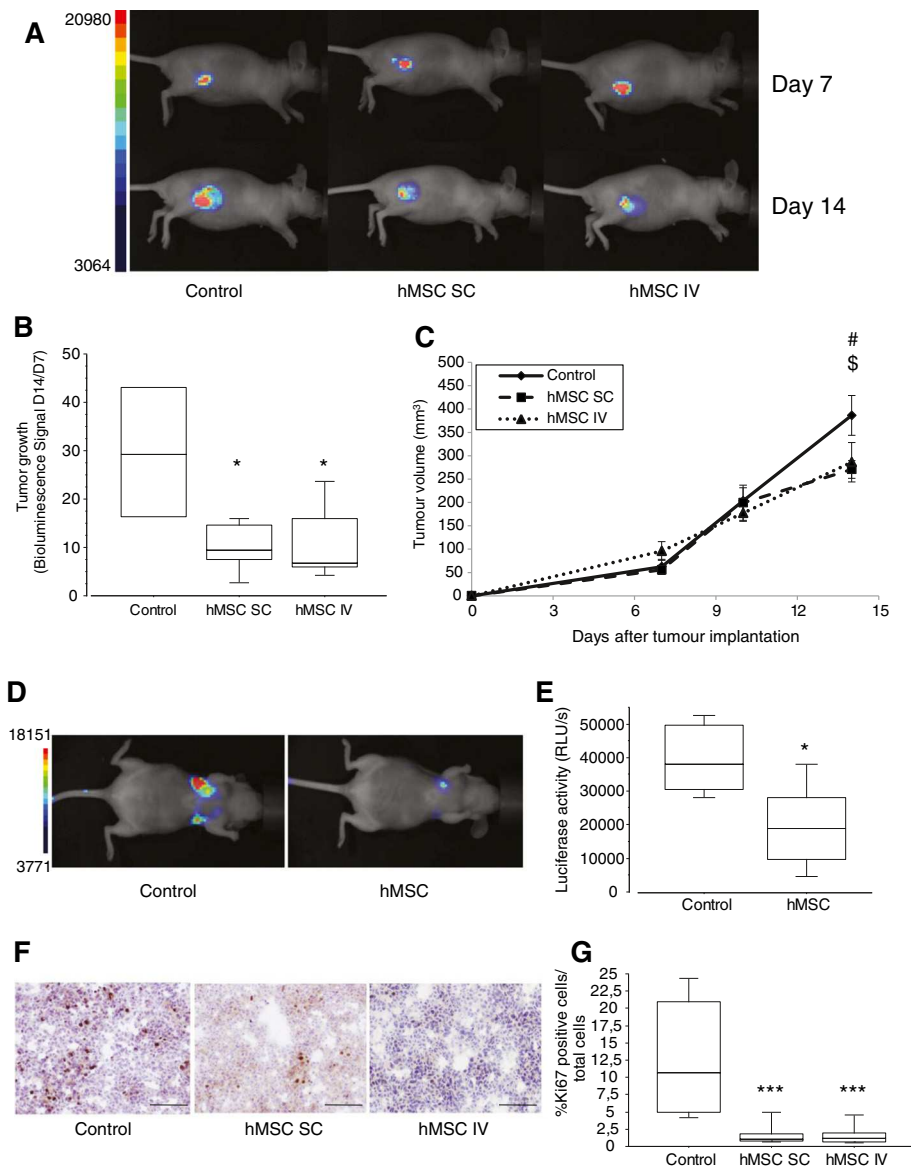 A
20980
3064
Day 7
Day 14
Control
hMSC SC
hMSC IV
B
Tumor growth
(Bioluminescence Signal D14/D7)
50
40
30
20
10
0
*
*
Control
hMSC SC
hMSC IV
C
Tumour volume (mm³)
500
450
400
350
300
250
200
150
100
50
0
Control
hMSC SC
hMSC IV
#
$
0
3
6
9
12
15
Days after tumour implantation
D
18151
3771
Control
hMSC
E
Luciferase activity (RLU/s)
50000
40000
30000
20000
10000
0
*
Control
hMSC
F
Control
hMSC SC
hMSC IV
G
%Ki67 positive cells/
total cells
25
22,5
20
17,5
15
12,5
10
7,5
5
2,5
0
***
***
Control
hMSC SC
hMSC IV